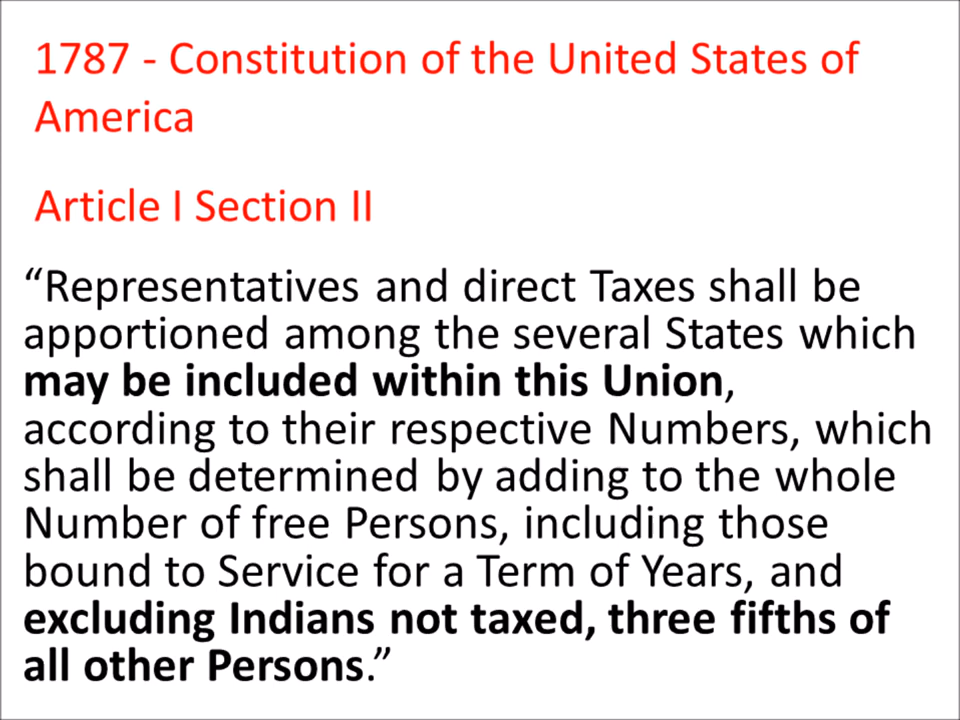 1787 - Constitution of the United States of
America
Article I Section II
“Representatives and direct Taxes shall be
apportioned among the several States which
may be included within this Union,
according to their respective Numbers, which
shall be determined by adding to the whole
Number of free Persons, including those
bound to Service for a Term of Years, and
excluding Indians not taxed, three fifths of
all other Persons.”